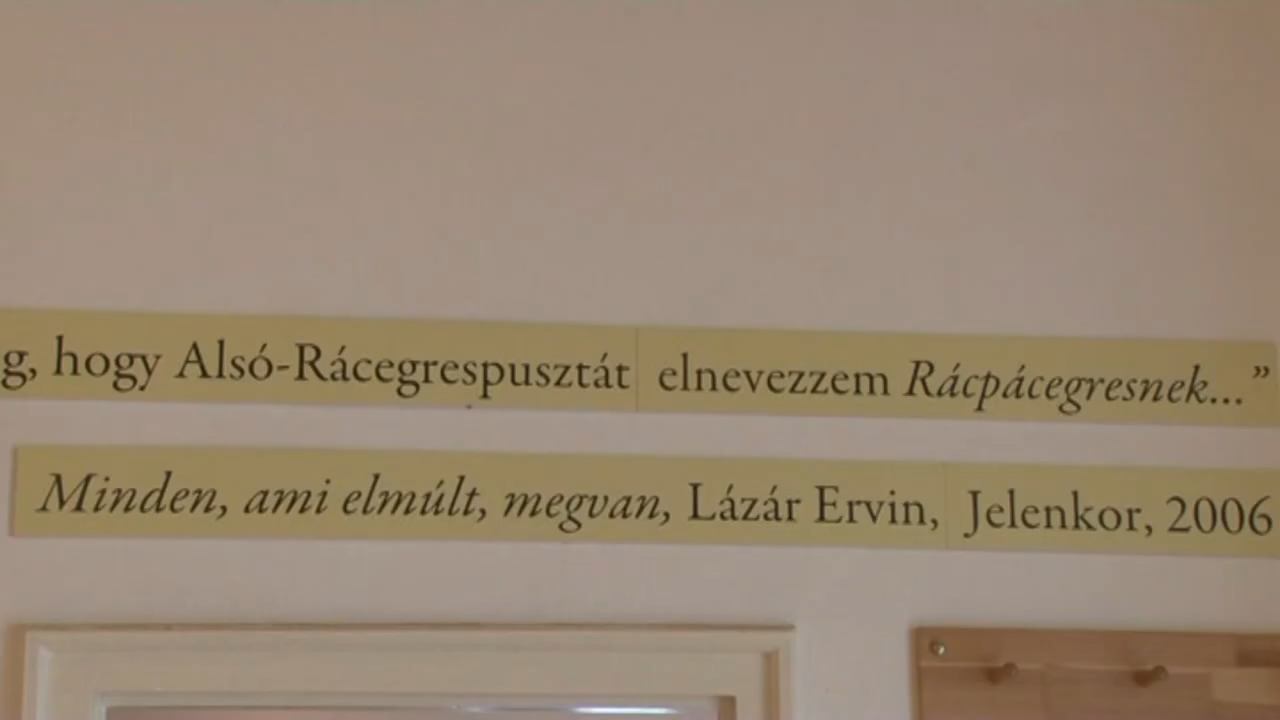 g, hogy Alsó-Rácegrespusztát elnevezzem Rácpácegresnek...”
Minden, ami elmúlt, megvan, Lázár Ervin, Jelenkor, 2006